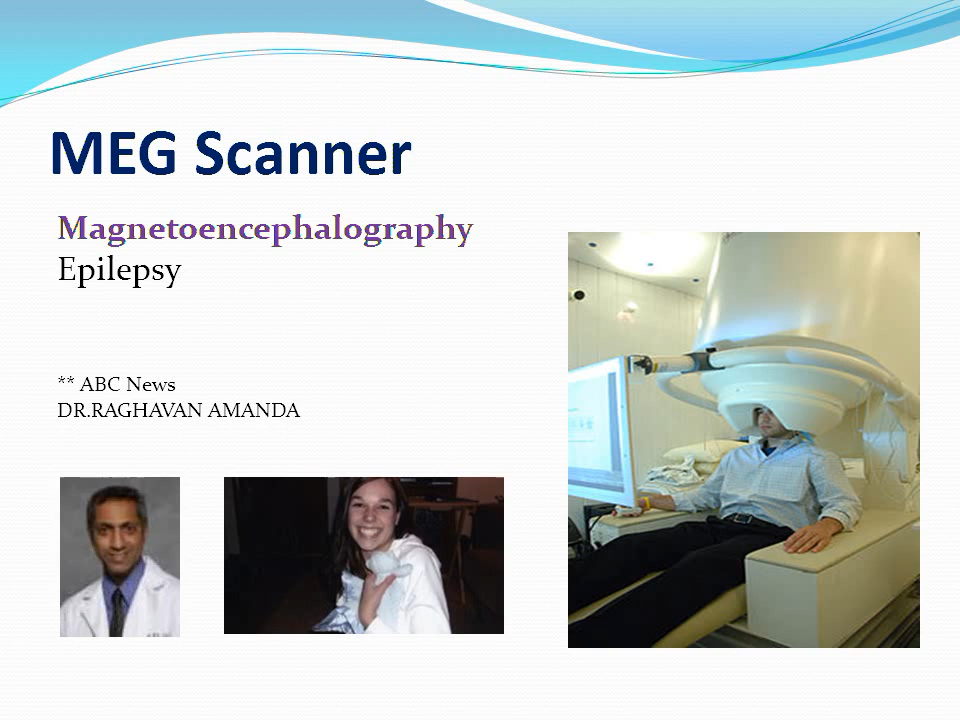 MEG Scanner
Magnetoencephalography
Epilepsy
** ABC News
DR.RAGHAVAN AMANDA